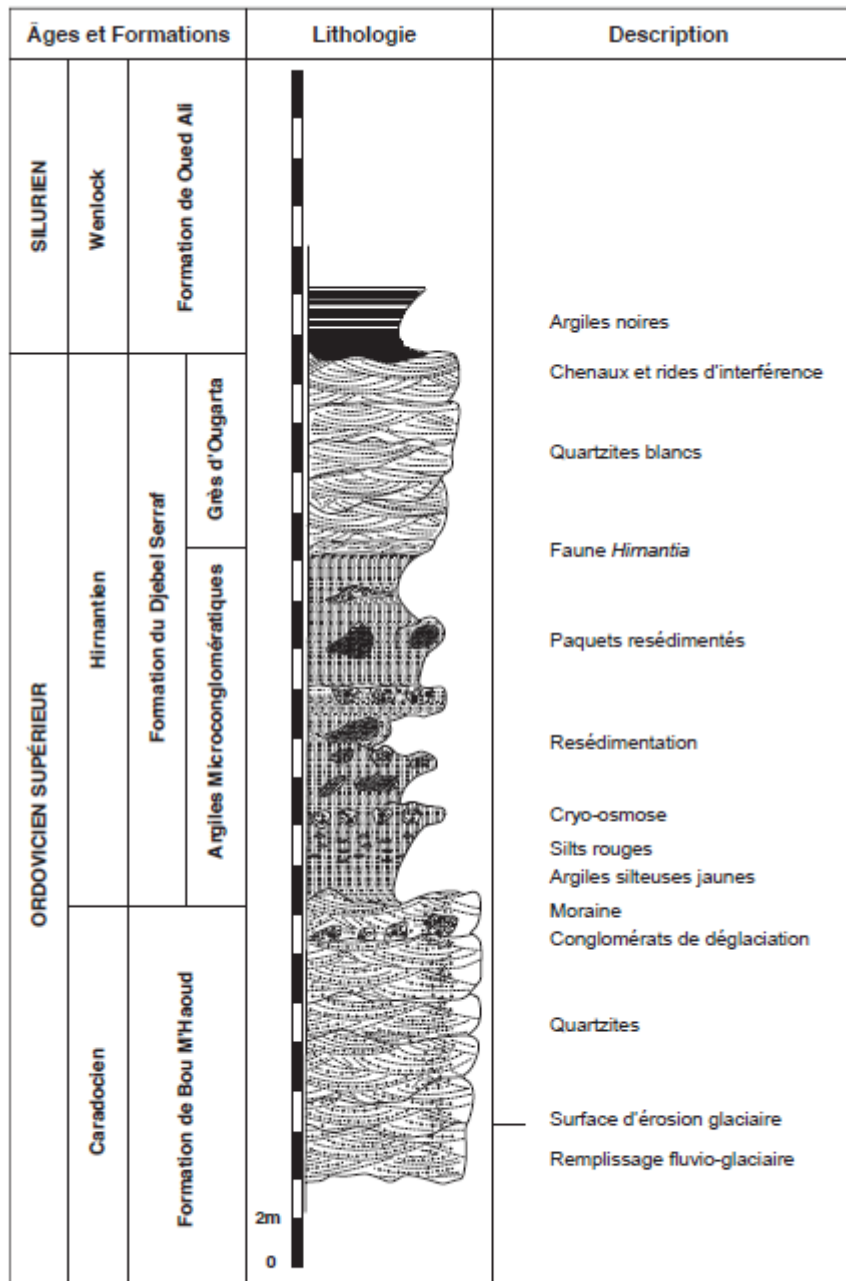 Âges et Formations
Lithologie
Description
SILURIEN
Wenlock
Formation de Oued Ali
Argiles noires
ORDOVICIEN SUPÉRIEUR
Hirnantien
Formation du Djebel Serraf
Grès d'Ougarta
Chenaux et rides d'interférence
Quartzites blancs
Faune Hirnantia
Argiles Microconglomératiques
Paquets resédimentés
Resédimentation
Cryo-osmose
Silts rouges
Argiles silteuses jaunes
Caradocien
Formation de Bou M'Haoud
Moraine
Conglomérats de déglaciation
Quartzites
Surface d'érosion glaciaire
Remplissage fluvio-glaciaire
2m
0